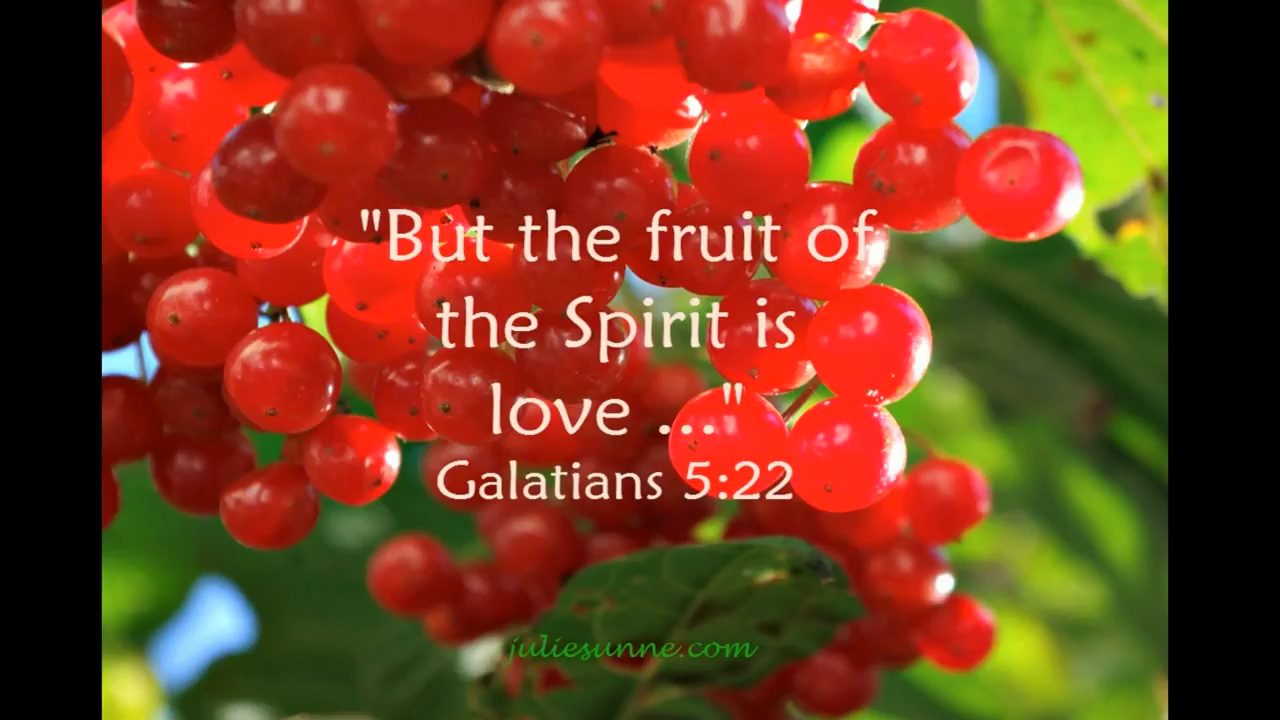 "But the fruit of
the Spirit is
love ..."
Galatians 5:22
juliesunne.com